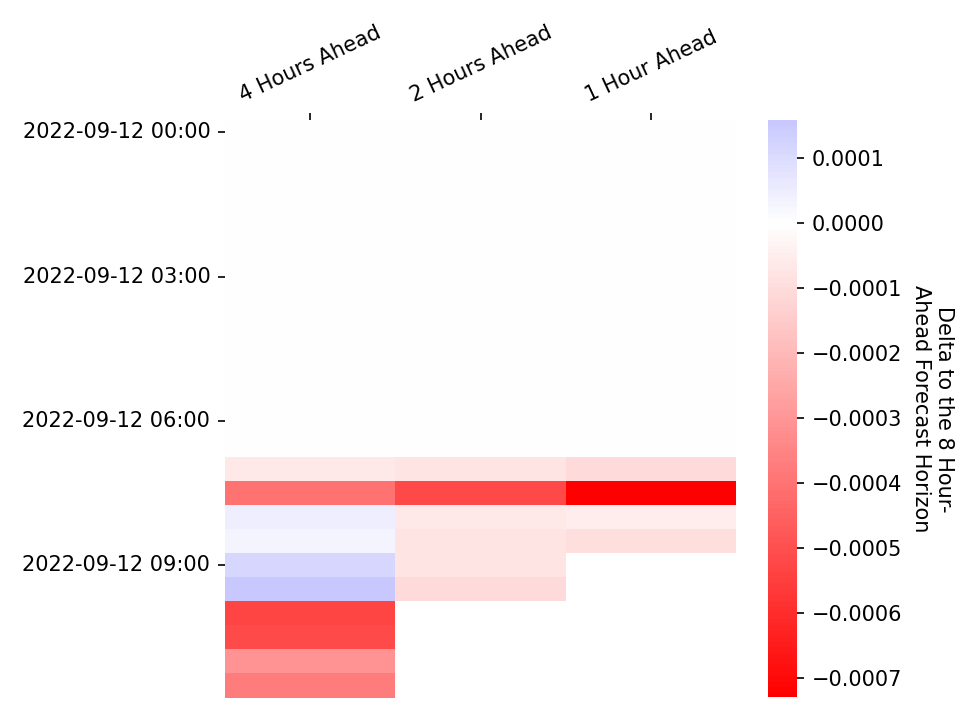 4 Hours Ahead
2 Hours Ahead
1 Hour Ahead
2022-09-12 00:00
2022-09-12 03:00
2022-09-12 06:00
2022-09-12 09:00
0.0001
0.0000
−0.0001
−0.0002
−0.0003
−0.0004
−0.0005
−0.0006
−0.0007
Delta to the 8 Hour-
Ahead Forecast Horizon